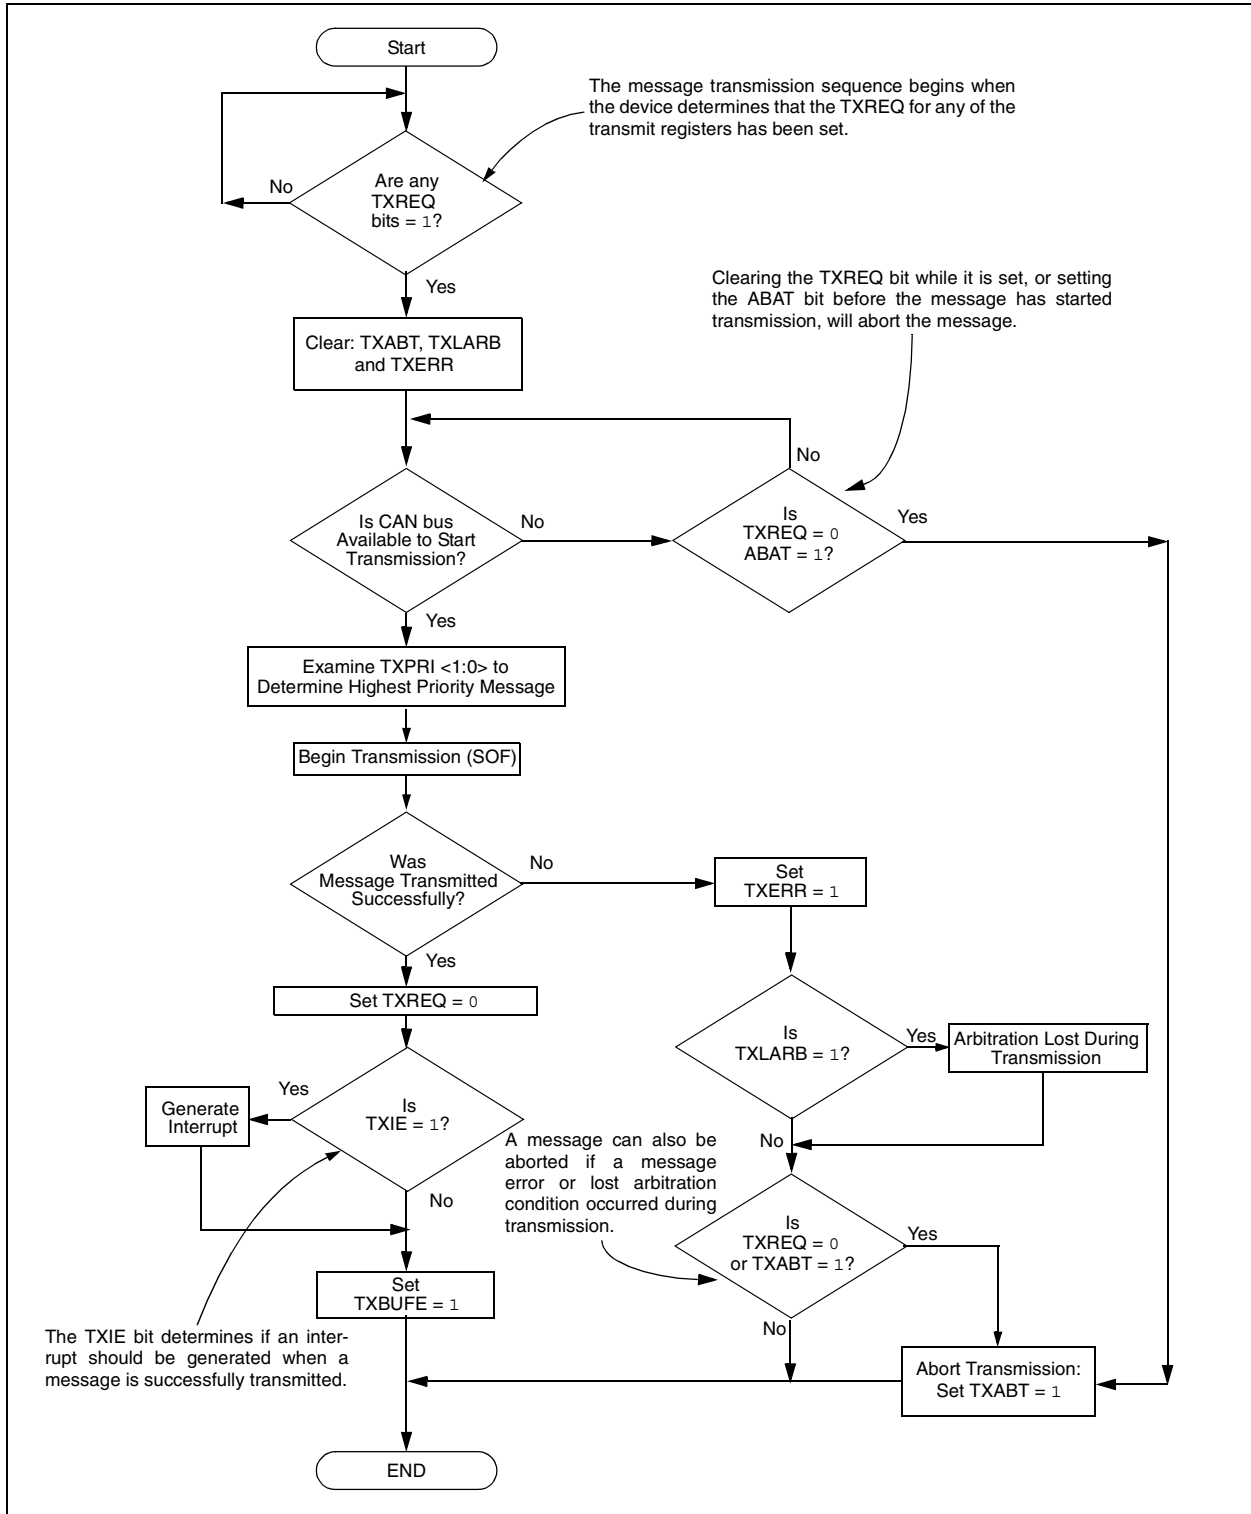 Start
The message transmission sequence begins when
the device determines that the TXREQ for any of the
transmit registers has been set.
No
Are any
TXREQ
bits = 1?
Yes
Clearing the TXREQ bit while it is set, or setting
the ABAT bit before the message has started
transmission, will abort the message.
Clear: TXABT, TXLARB
and TXERR
No
Is CAN bus
Available to Start
Transmission?
No
Is
TXREQ = 0
ABAT = 1?
Yes
Yes
Examine TXPRI <1:0> to
Determine Highest Priority Message
Begin Transmission (SOF)
Was
Message Transmitted
Successfully?
No
Set
TXERR = 1
Yes
Set TXREQ = 0
Is
TXLARB = 1?
Yes
Arbitration Lost During
Transmission
Yes
Generate
Interrupt
Is
TXIE = 1?
No
A message can also be
aborted if a message
error or lost arbitration
condition occurred during
transmission.
No
Is
TXREQ = 0
or TXABT = 1?
Yes
Set
TXBUFE = 1
No
The TXIE bit determines if an inter-
rupt should be generated when a
message is successfully transmitted.
Abort Transmission:
Set TXABT = 1
END